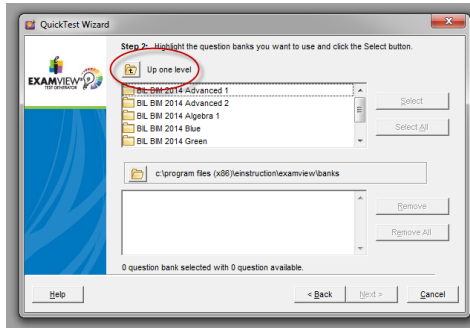 QuickTest Wizard
Step 2: Highlight the question banks you want to use and click the Select button.
Up one level
EXAMVIEW
TEST GENERATOR
BIL BIM 2014 Advanced 1
BIL BIM 2014 Advanced 2
BIL BIM 2014 Algebra 1
BIL BIM 2014 Blue
BIL BIM 2014 Green
Select
Select All
c:\program files (x86)\einstruction\examview\banks
Remove
Remove All
0 question bank selected with 0 question available.
Help
< Back
Next >
Cancel